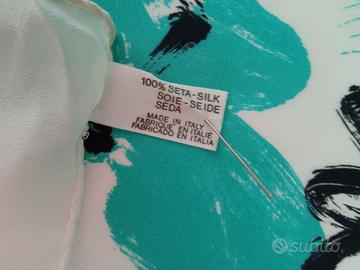 100% SETA-SILK
SOIE-SEIDE
SEDA
MADE IN ITALY
FABRIQUE EN ITALIE
FABRICADO EN ITALIA
subito